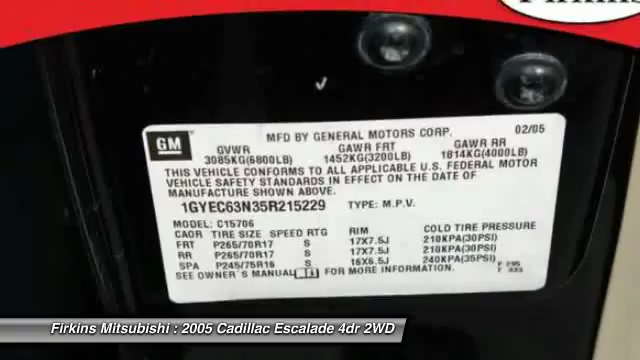 Firkins
GM
MFD BY GENERAL MOTORS CORP. 02/05
GVWR GAWR FRT GAWR RR
3085KG(6800LB) 1452KG(3200LB) 1814KG(4000LB)
THIS VEHICLE CONFORMS TO ALL APPLICABLE U.S. FEDERAL MOTOR
VEHICLE SAFETY STANDARDS IN EFFECT ON THE DATE OF
MANUFACTURE SHOWN ABOVE.
1GYEC63N35R215229 TYPE: M.P.V.
MODEL: C15706
CAOR TIRE SIZE SPEED RTG RIM COLD TIRE PRESSURE
FRT P265/70R17 S 17X7.5J 210KPA(30PSI)
RR P265/70R17 S 17X7.5J 210KPA(30PSI)
SPA P245/75R16 S 16X6.5J 240KPA(35PSI)
SEE OWNER'S MANUAL FOR MORE INFORMATION.
Firkins Mitsubishi : 2005 Cadillac Escalade 4dr 2WD